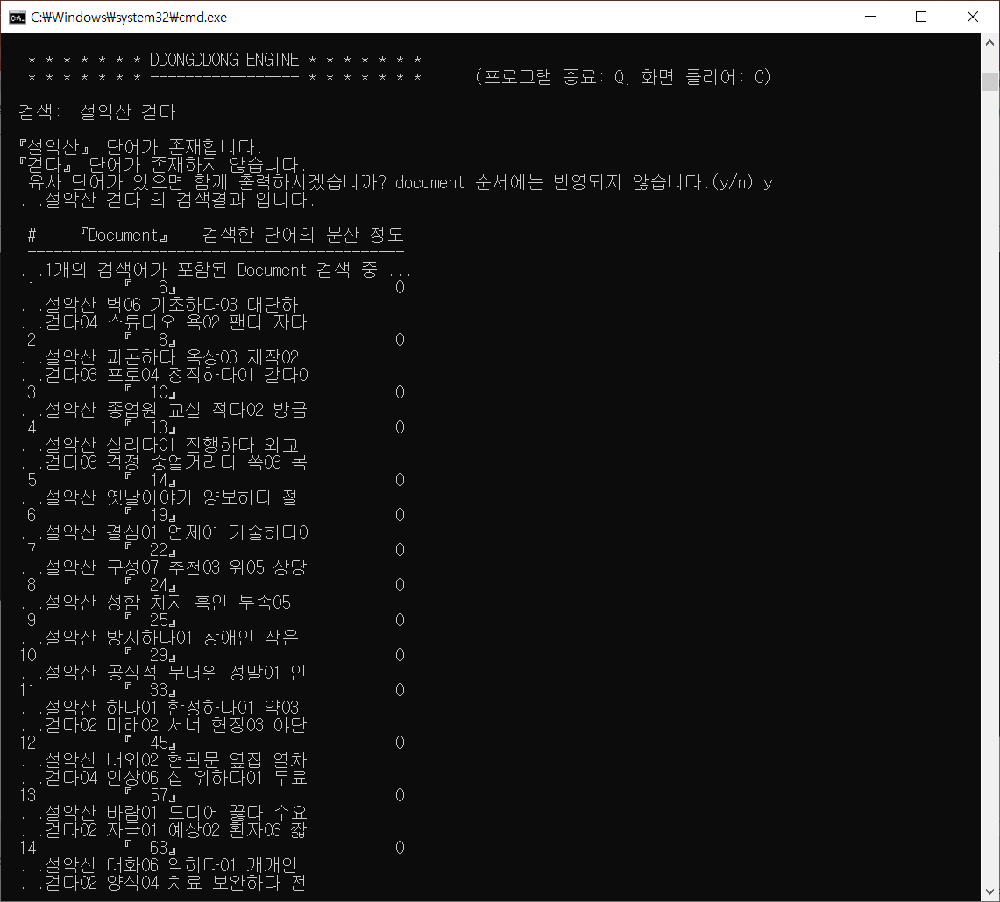 C:\Windows\system32\cmd.exe
* * * * * * * DDONGDDONG ENGINE * * * * * * *
* * * * * * * ----------------- * * * * * * * (프로그램 종료: Q, 화면 클리어: C)
검색: 설악산 걷다
『설악산』 단어가 존재합니다.
『걷다』 단어가 존재하지 않습니다.
유사 단어가 있으면 함께 출력하시겠습니까? document 순서에는 반영되지 않습니다.(y/n) y
...설악산 걷다 의 검색결과 입니다.
# 『Document』 검색한 단어의 분산 정도
-------------------------------------------
...1개의 검색어가 포함된 Document 검색 중 ...
1 『 6』 0
...설악산 벽06 기초하다03 대단하
...걷다04 스튜디오 욕02 팬티 자다
2 『 8』 0
...설악산 피곤하다 옥상03 제작02
...걷다03 프로04 정직하다01 갈다0
3 『 10』 0
...설악산 종업원 교실 적다02 방금
4 『 13』 0
...설악산 실리다01 진행하다 외교
...걷다03 걱정 중얼거리다 쪽03 목
5 『 14』 0
...설악산 옛날이야기 양보하다 절
6 『 19』 0
...설악산 결심01 언제01 기술하다0
7 『 22』 0
...설악산 구성07 추천03 위05 상당
8 『 24』 0
...설악산 성함 처지 흑인 부족05
9 『 25』 0
...설악산 방지하다01 장애인 작은
10 『 29』 0
...설악산 공식적 무더위 정말01 인
11 『 33』 0
...설악산 하다01 한정하다01 약03
...걷다02 미래02 서너 현장03 야단
12 『 45』 0
...설악산 내외02 현관문 옆집 열차
...걷다04 인상06 십 위하다01 무료
13 『 57』 0
...설악산 바람01 드디어 끓다 수요
...걷다02 자극01 예상02 환자03 짧
14 『 63』 0
...설악산 대화06 익히다01 개개인
...걷다02 양식04 치료 보완하다 전